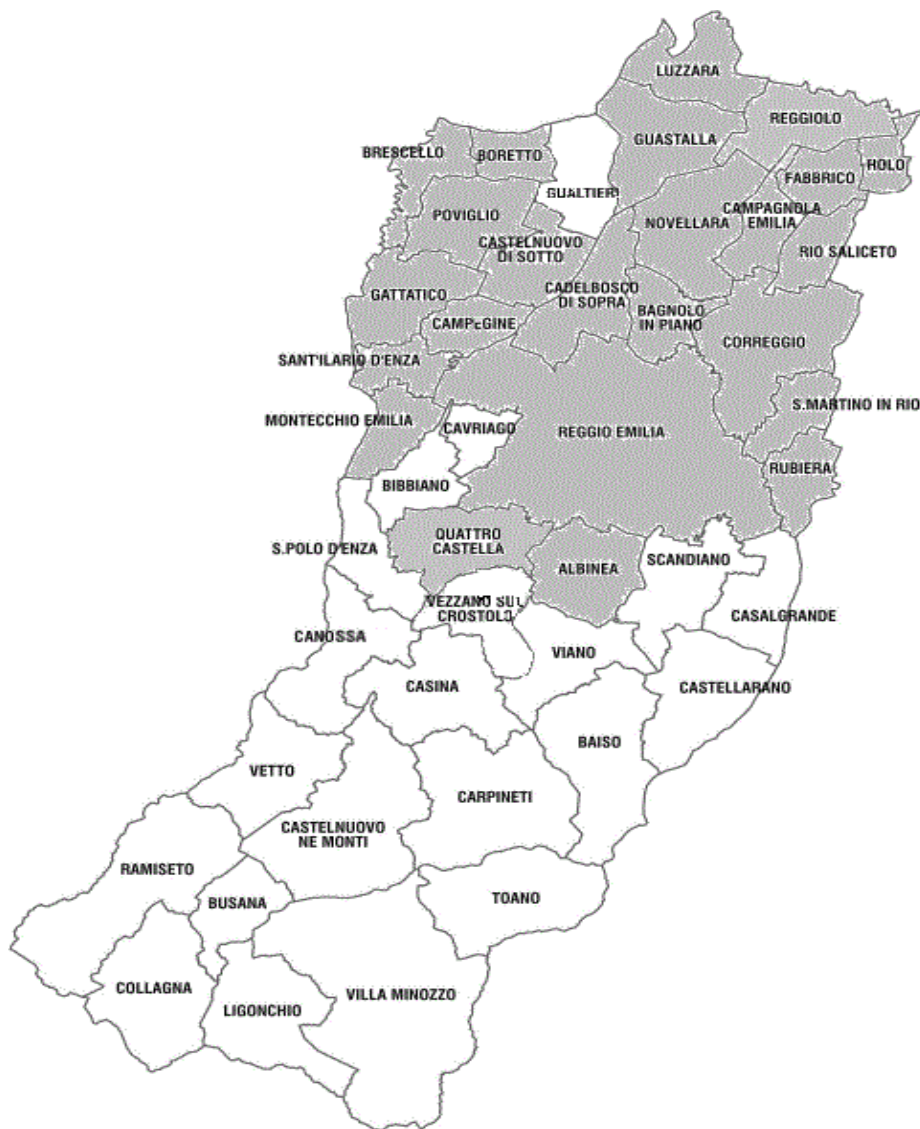 LUZZARA
REGGIOLO
GUASTALLA
BRESCELLO
BORETTO
ROLO
FABBRICO
GUALTIERI
CAMPAGNOLA
EMILIA
POVIGLIO
NOVELLARA
CASTELNUOVO
DI SOTTO
RIO SALICETO
CADELBOSCO
DI SOPRA
GATTATICO
BAGNOLO
IN PIANO
CAMPEGINE
CORREGGIO
SANT'ILARIO D'ENZA
S.MARTINO IN RIO
MONTECCHIO EMILIA
CAVRIAGO
REGGIO EMILIA
RUBIERA
BIBBIANO
QUATTRO
CASTELLA
S.POLO D'ENZA
SCANDIANO
ALBINEA
VEZZANO SUL
CROSTOLO
CASALGRANDE
CANOSSA
VIANO
CASINA
CASTELLARANO
BAISO
VETTO
CARPINETI
CASTELNUOVO
NE MONTI
RAMISETO
BUSANA
TOANO
COLLAGNA
VILLA MINOZZO
LIGONCHIO